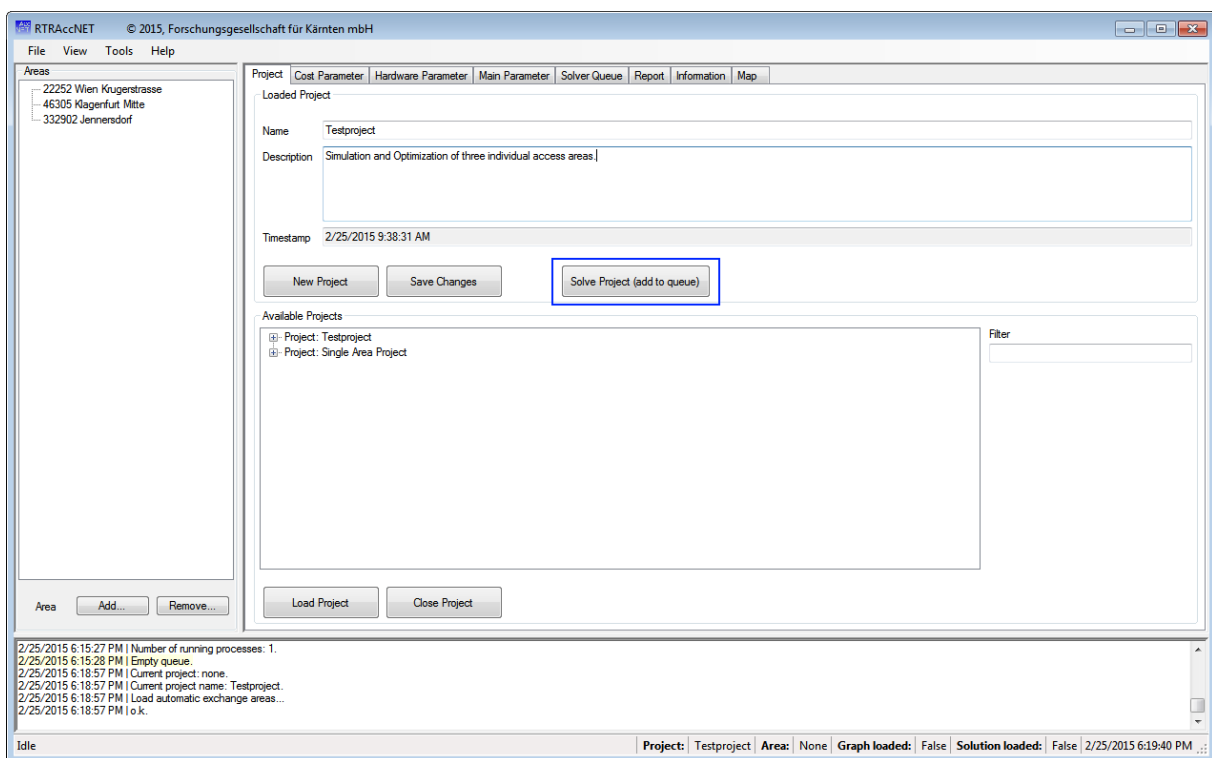 RTRAccNET © 2015, Forschungsgesellschaft für Kärnten mbH
File View Tools Help
Areas
22252 Wien Krugerstrasse
46305 Klagenfurt Mitte
332902 Jennersdorf
Project Cost Parameter Hardware Parameter Main Parameter Solver Queue Report Information Map
Loaded Project
Name Testproject
Description Simulation and Optimization of three individual access areas.
Timestamp 2/25/2015 9:38:31 AM
New Project Save Changes Solve Project (add to queue)
Available Projects
Project: Testproject
Project: Single Area Project
Filter
Area Add... Remove...
Load Project Close Project
2/25/2015 6:15:27 PM | Number of running processes: 1.
2/25/2015 6:15:28 PM | Empty queue.
2/25/2015 6:18:57 PM | Current project: none.
2/25/2015 6:18:57 PM | Current project name: Testproject.
2/25/2015 6:18:57 PM | Load automatic exchange areas...
2/25/2015 6:18:57 PM | o.k.
Idle Project: Testproject Area: None Graph loaded: False Solution loaded: False 2/25/2015 6:19:40 PM